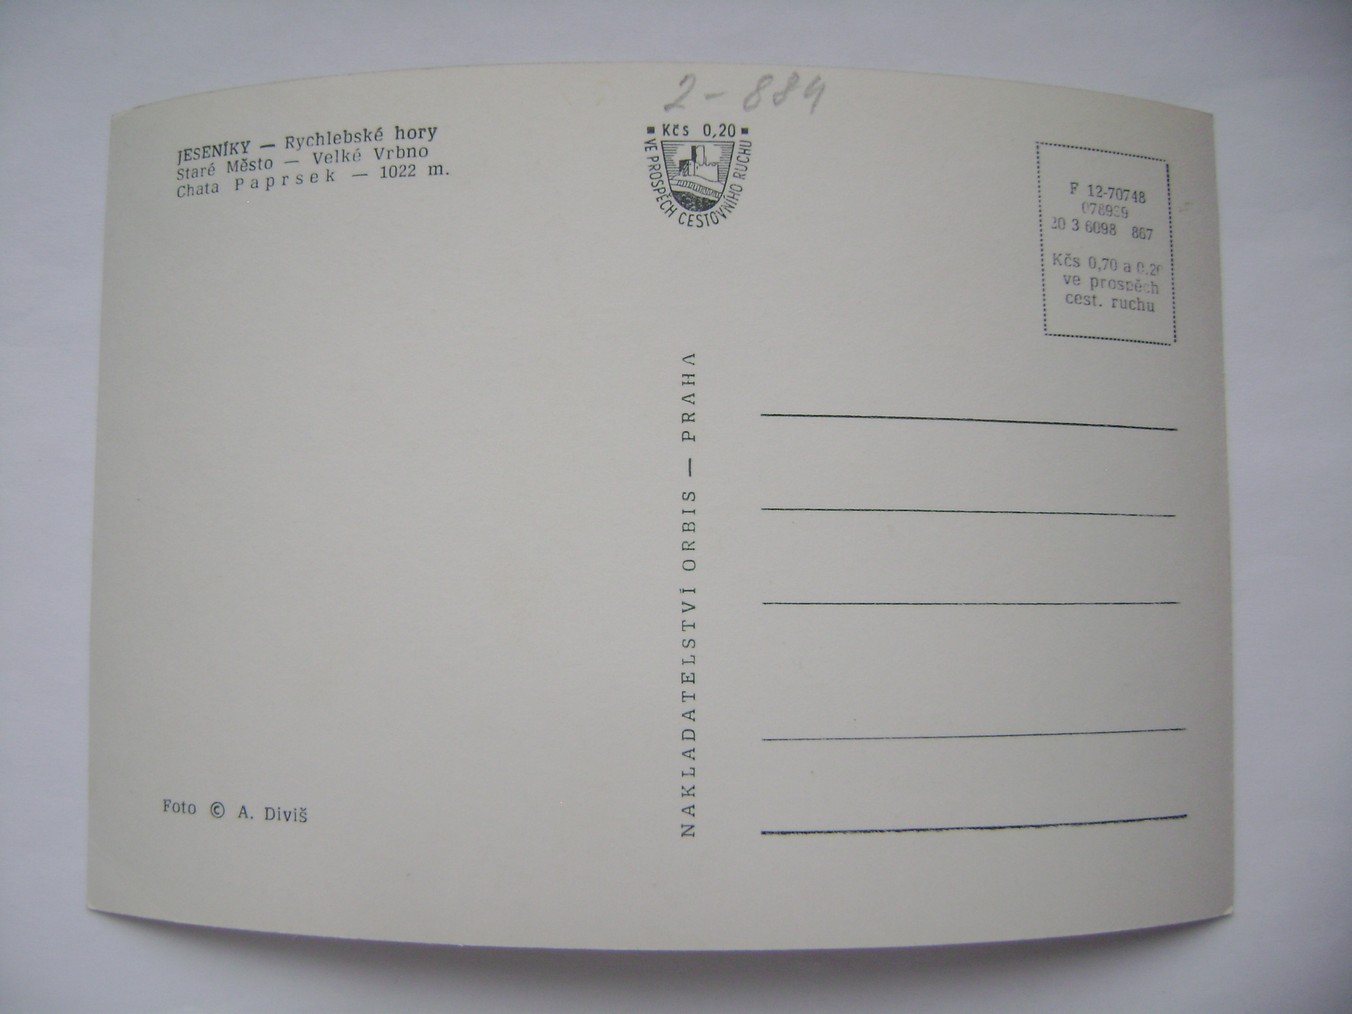 2-884
JESENÍKY — Rychlebské hory
Staré Město — Velké Vrbno
Chata Paprsek — 1022 m.
Kčs 0,20
VE PROSPĚCH CESTOVNÍHO RUCHU
F 12-70748
20 3 6098 867
Kčs 0,70 a 0.20
ve prospěch
cest. ruchu
NAKLADATELSTVÍ ORBIS — PRAHA
Foto © A. Diviš